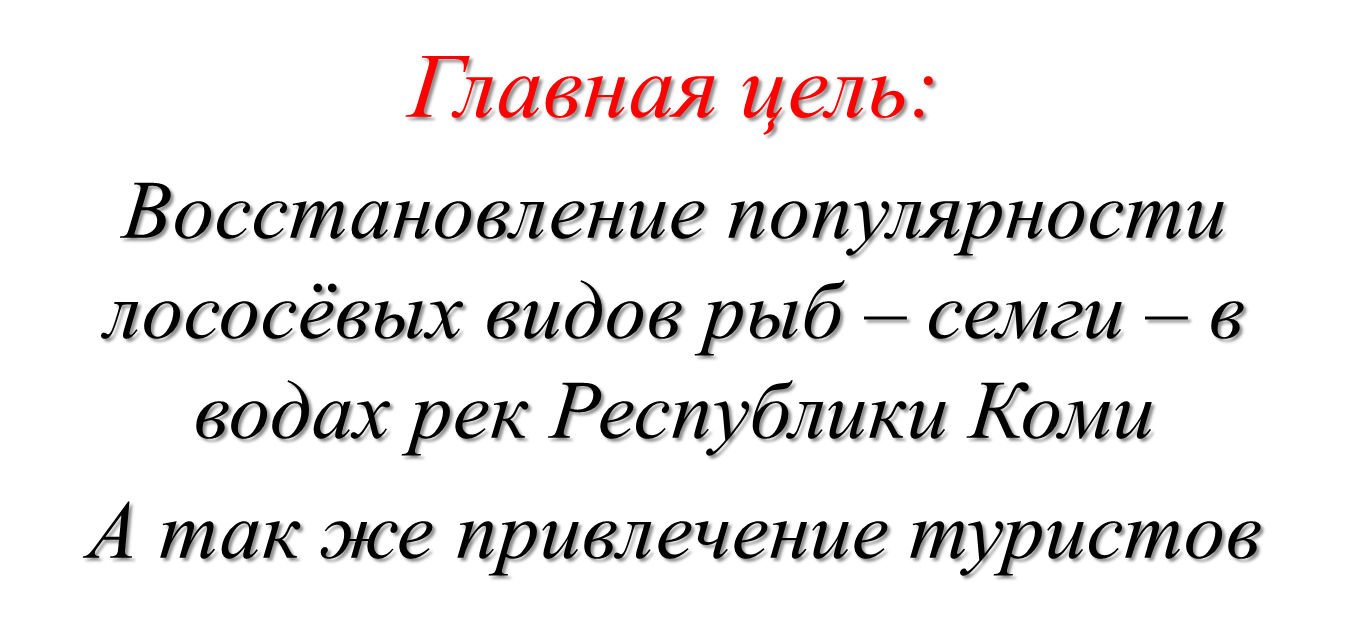 Главная цель:
Восстановление популярности
лососёвых видов рыб – семги – в
водах рек Республики Коми
А так же привлечение туристов